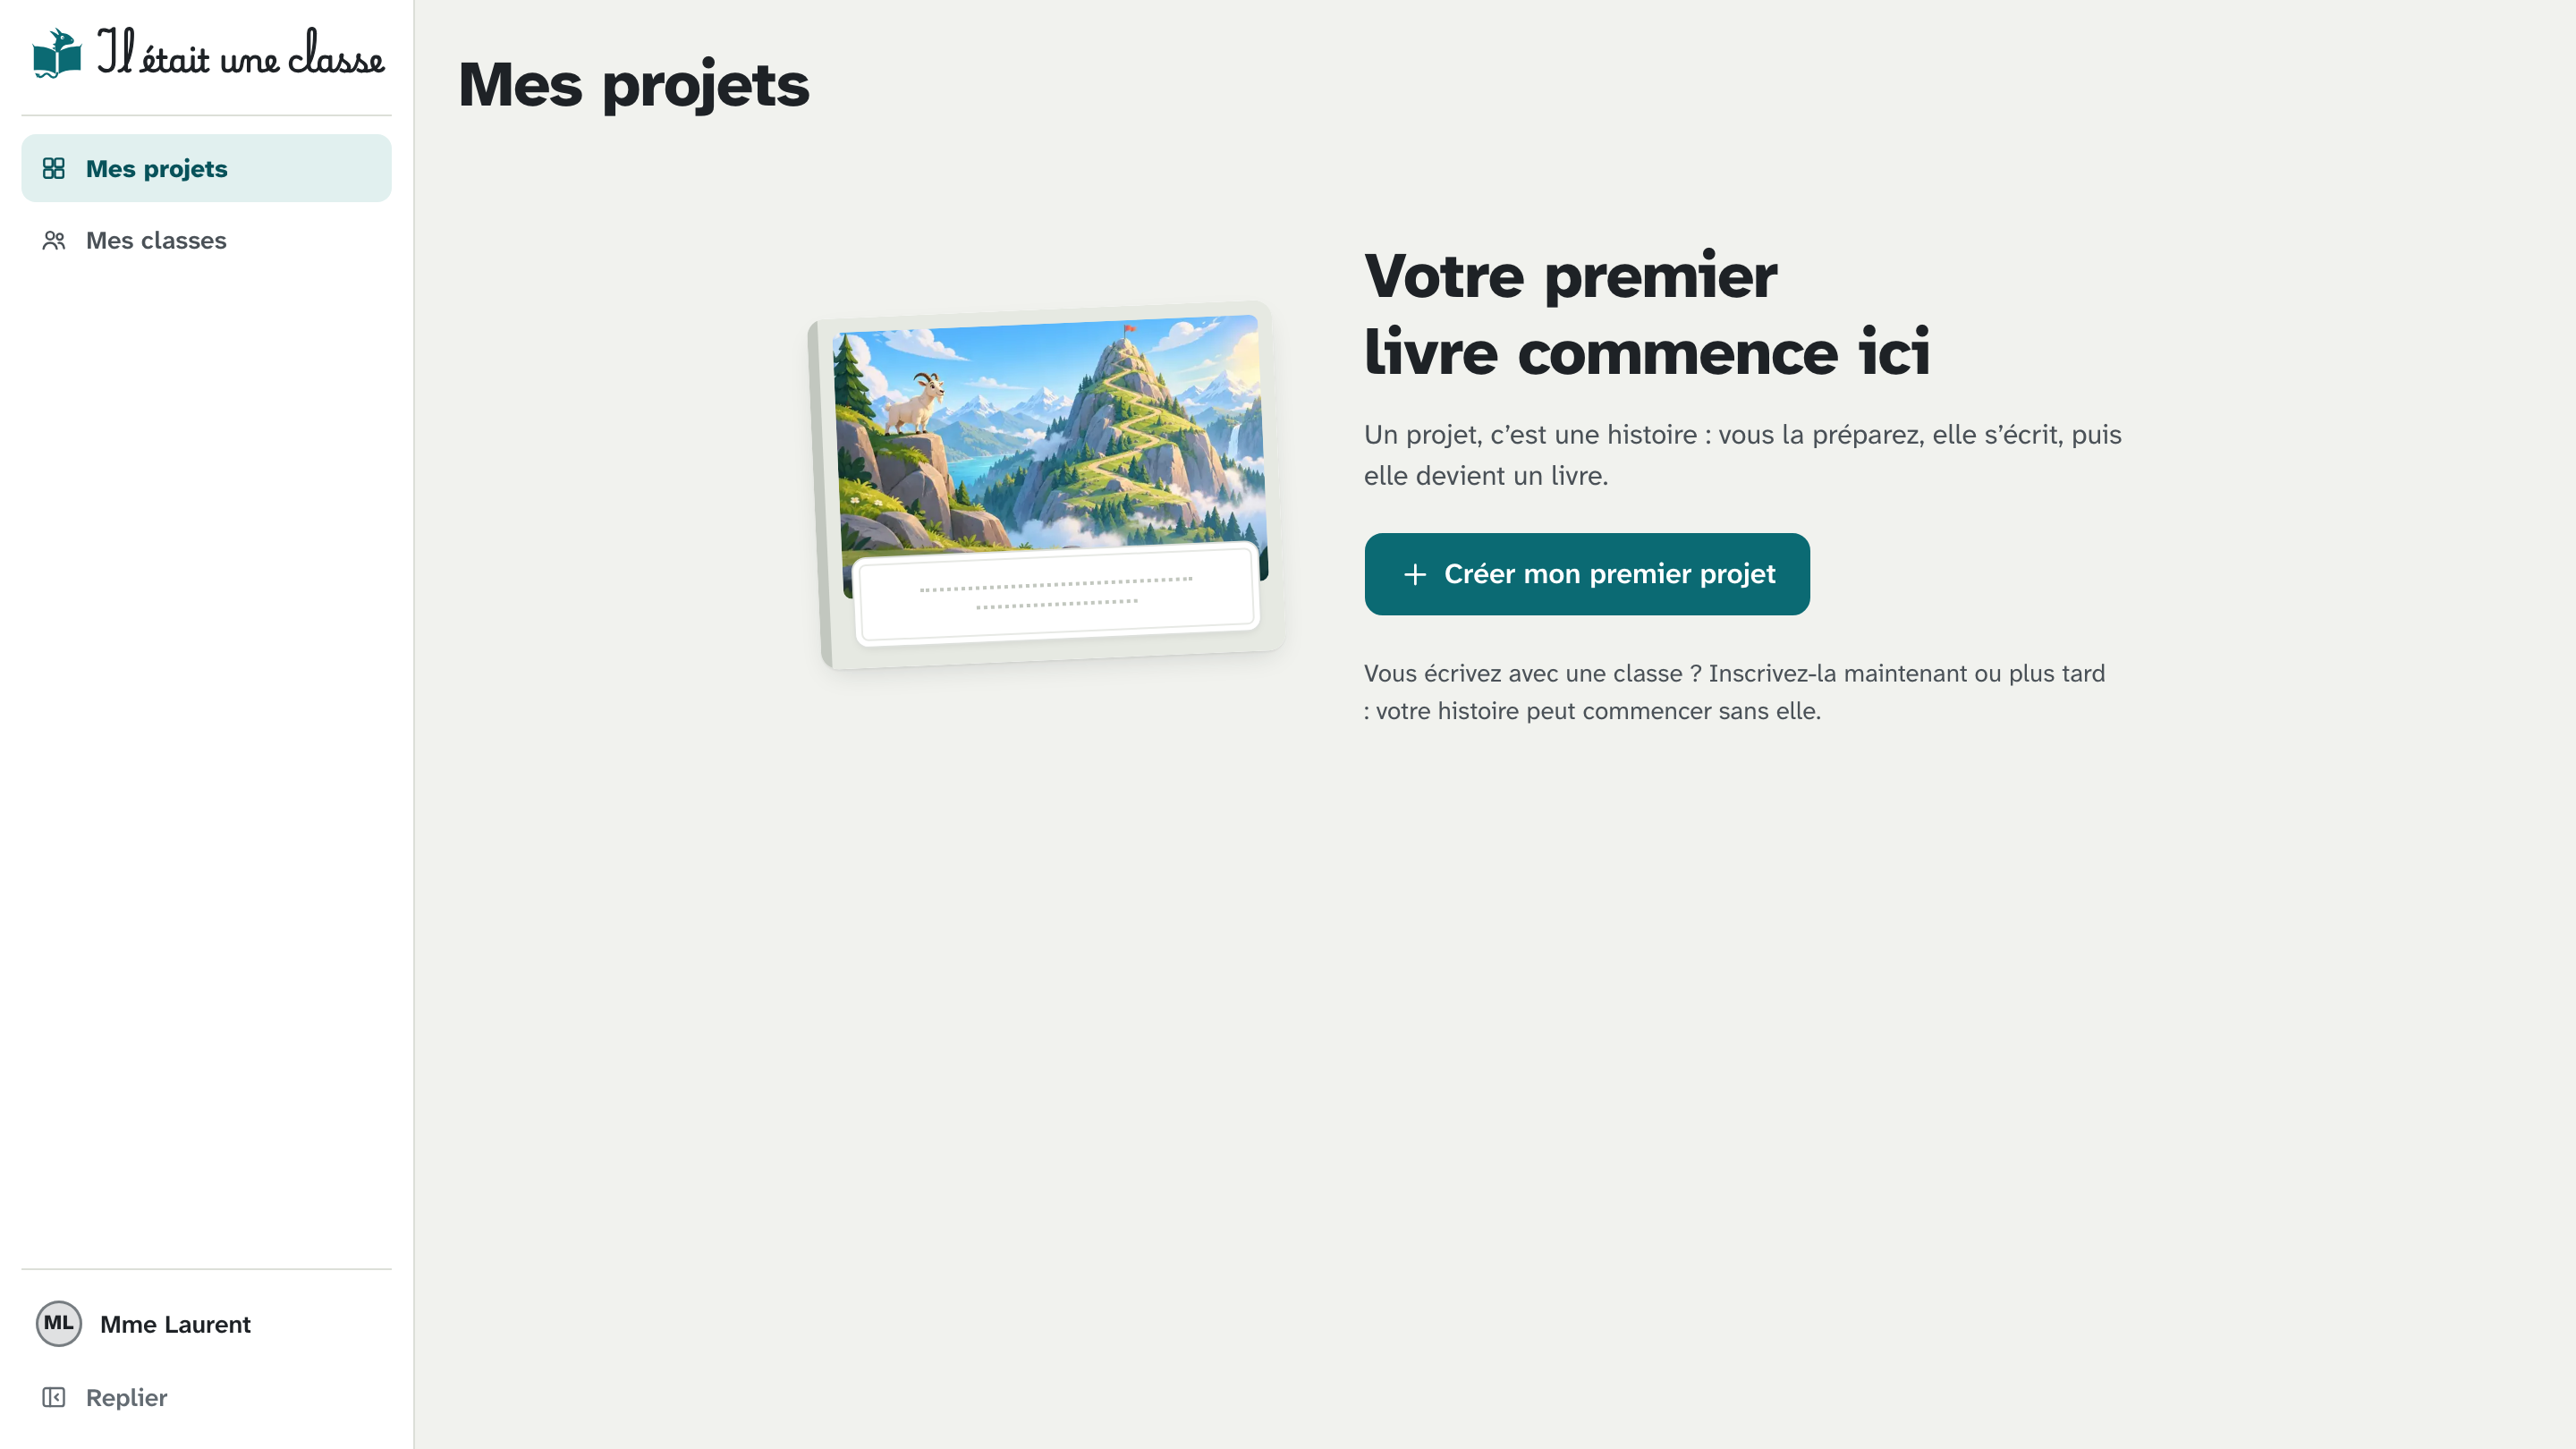 Il était une classe
Mes projets
Mes classes
ML
Mme Laurent
Replier
Mes projets
Votre premier
livre commence ici
Un projet, c’est une histoire : vous la préparez, elle s’écrit, puis
elle devient un livre.
+ Créer mon premier projet
Vous écrivez avec une classe ? Inscrivez-la maintenant ou plus tard
: votre histoire peut commencer sans elle.